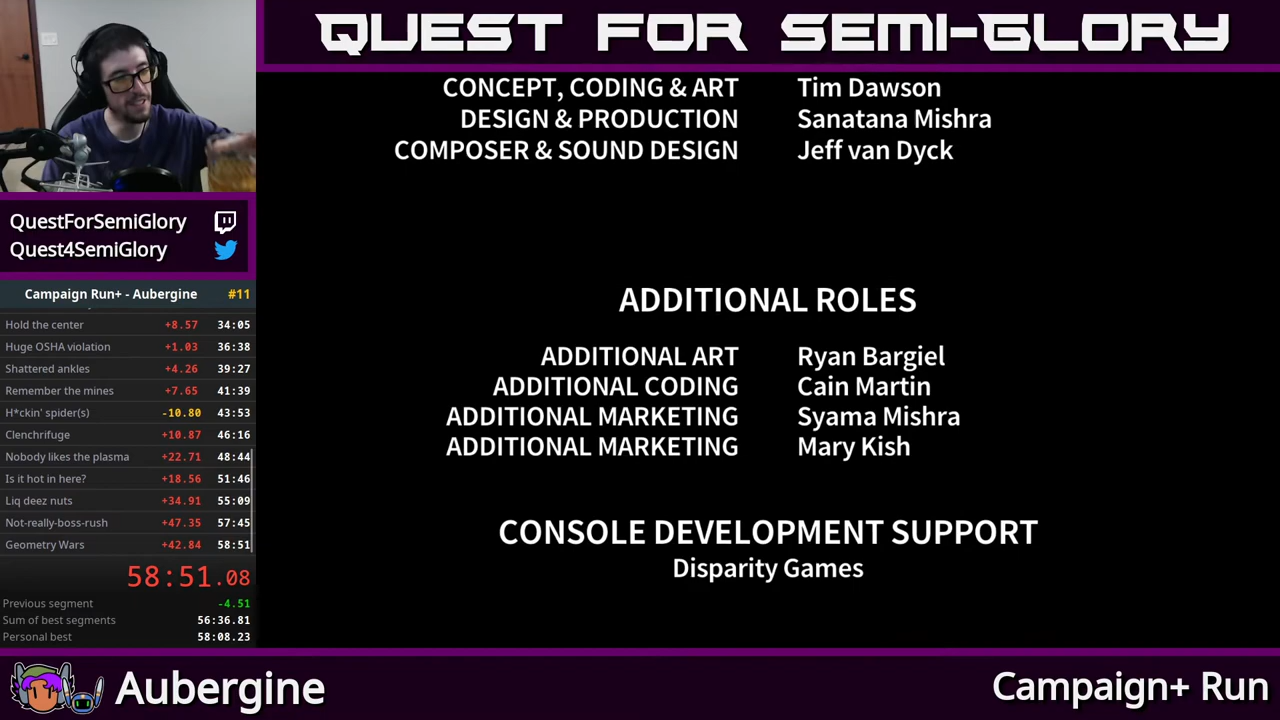 QUEST FOR SEMI-GLORY
CONCEPT, CODING & ART Tim Dawson
DESIGN & PRODUCTION Sanatana Mishra
COMPOSER & SOUND DESIGN Jeff van Dyck
QuestForSemiGlory
Quest4SemiGlory
Campaign Run+ - Aubergine #11
Hold the center +8.57 34:05
Huge OSHA violation +1.03 36:38
Shattered ankles +4.26 39:27
Remember the mines +7.65 41:39
H*ckin' spider(s) -10.80 43:53
Clenchrifuge +10.87 46:16
Nobody likes the plasma +22.71 48:44
Is it hot in here? +18.56 51:46
Liq deez nuts +34.91 55:09
Not-really-boss-rush +47.35 57:45
Geometry Wars +42.84 58:51
58:51.08
Previous segment -4.51
Sum of best segments 56:36.81
Personal best 58:08.23
ADDITIONAL ROLES
ADDITIONAL ART Ryan Bargiel
ADDITIONAL CODING Cain Martin
ADDITIONAL MARKETING Syama Mishra
ADDITIONAL MARKETING Mary Kish
CONSOLE DEVELOPMENT SUPPORT
Disparity Games
Aubergine
Campaign+ Run